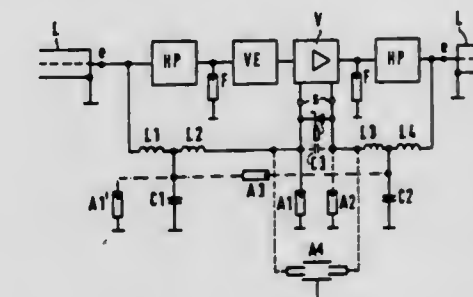 L V L
e HP VE HP e
F F
s
L1 L2 L3 L4
C3
A3
A1' C1 A1 A2 C2
A4